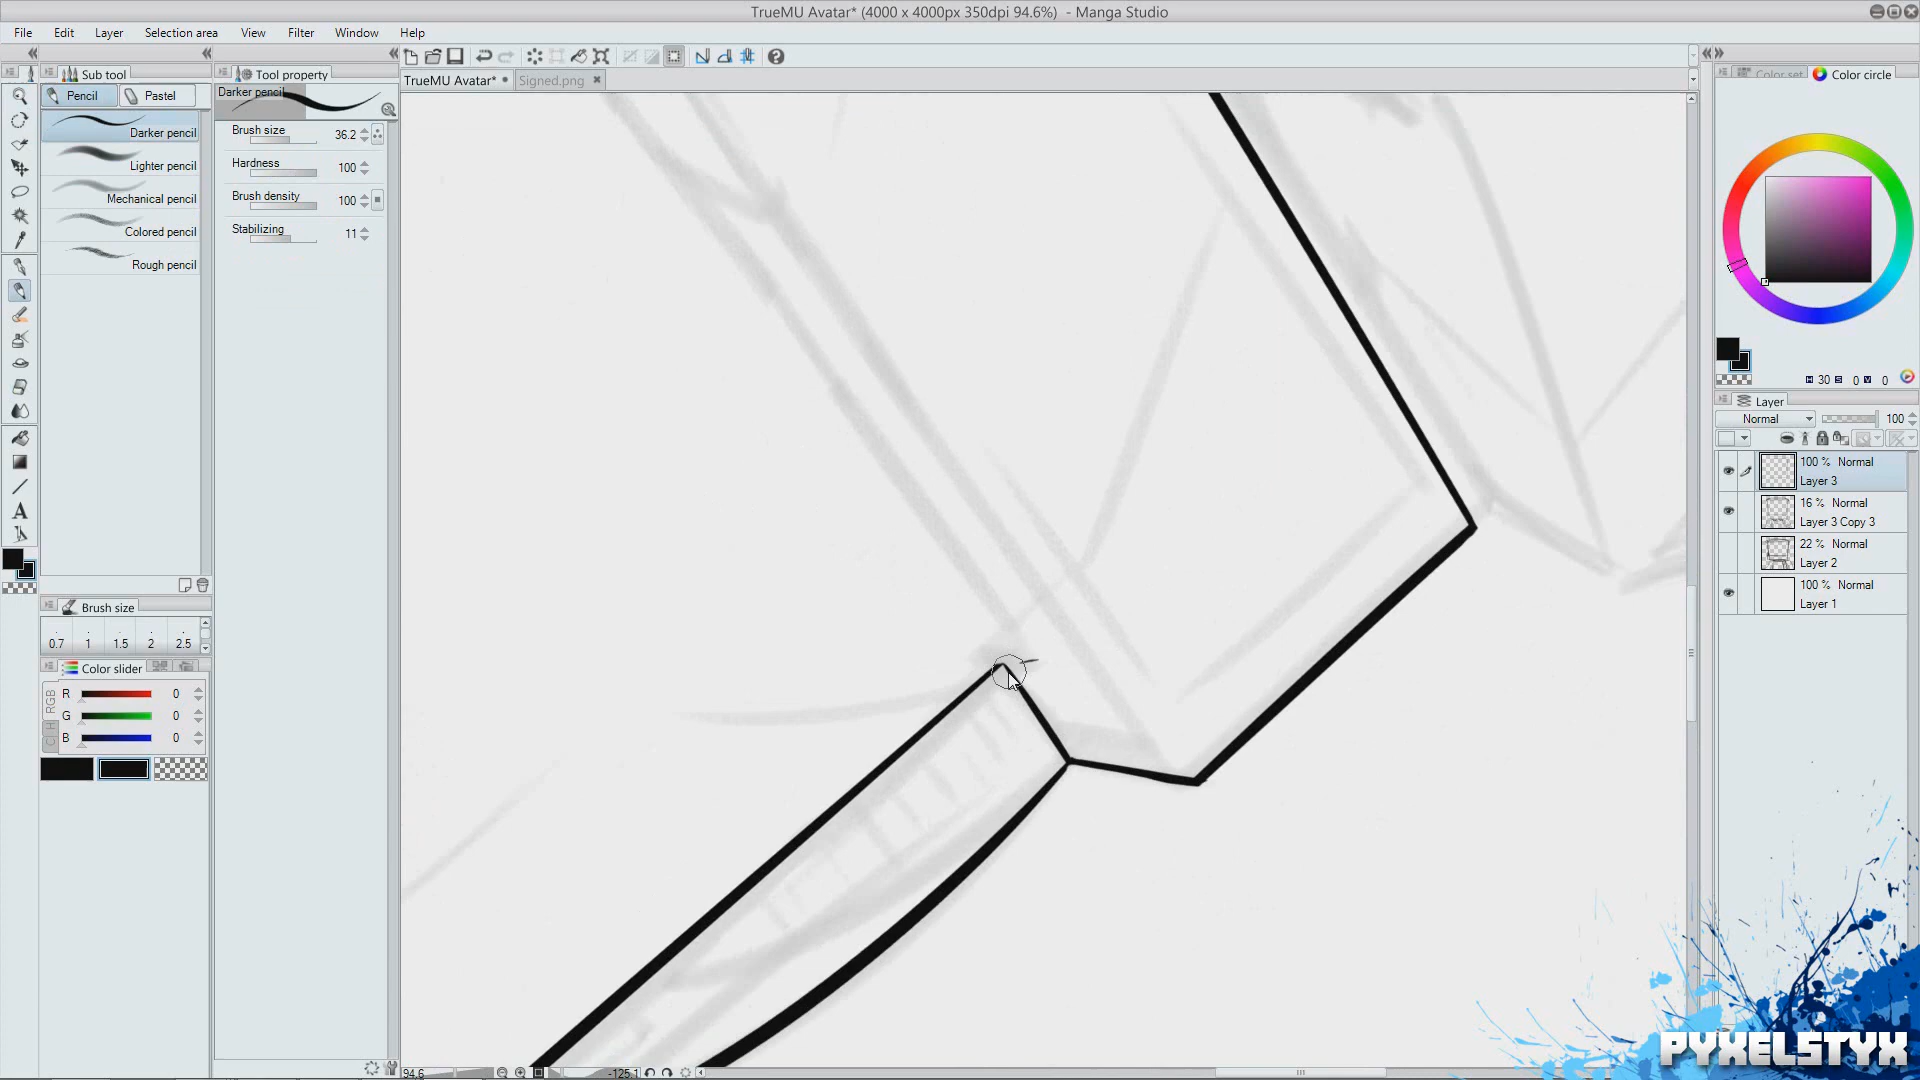 TrueMU Avatar* (4000 x 4000px 350dpi 94.6%) - Manga Studio
File Edit Layer Selection area View Filter Window Help
Sub tool
Tool property
TrueMU Avatar*
Signed.png
Color set
Color circle
Pencil
Pastel
Darker pencil
Darker pencil
Lighter pencil
Mechanical pencil
Colored pencil
Rough pencil
Brush size 36.2
Hardness 100
Brush density 100
Stabilizing 11
H 30 S 0 V 0
Layer
Normal 100
100 % Normal
Layer 3
16 % Normal
Layer 3 Copy 3
22 % Normal
Layer 2
100 % Normal
Layer 1
Brush size
0.7 1 1.5 2 2.5
Color slider
RGB
R 0
G 0
B 0
94.6
-125.1
PYXELSTYX